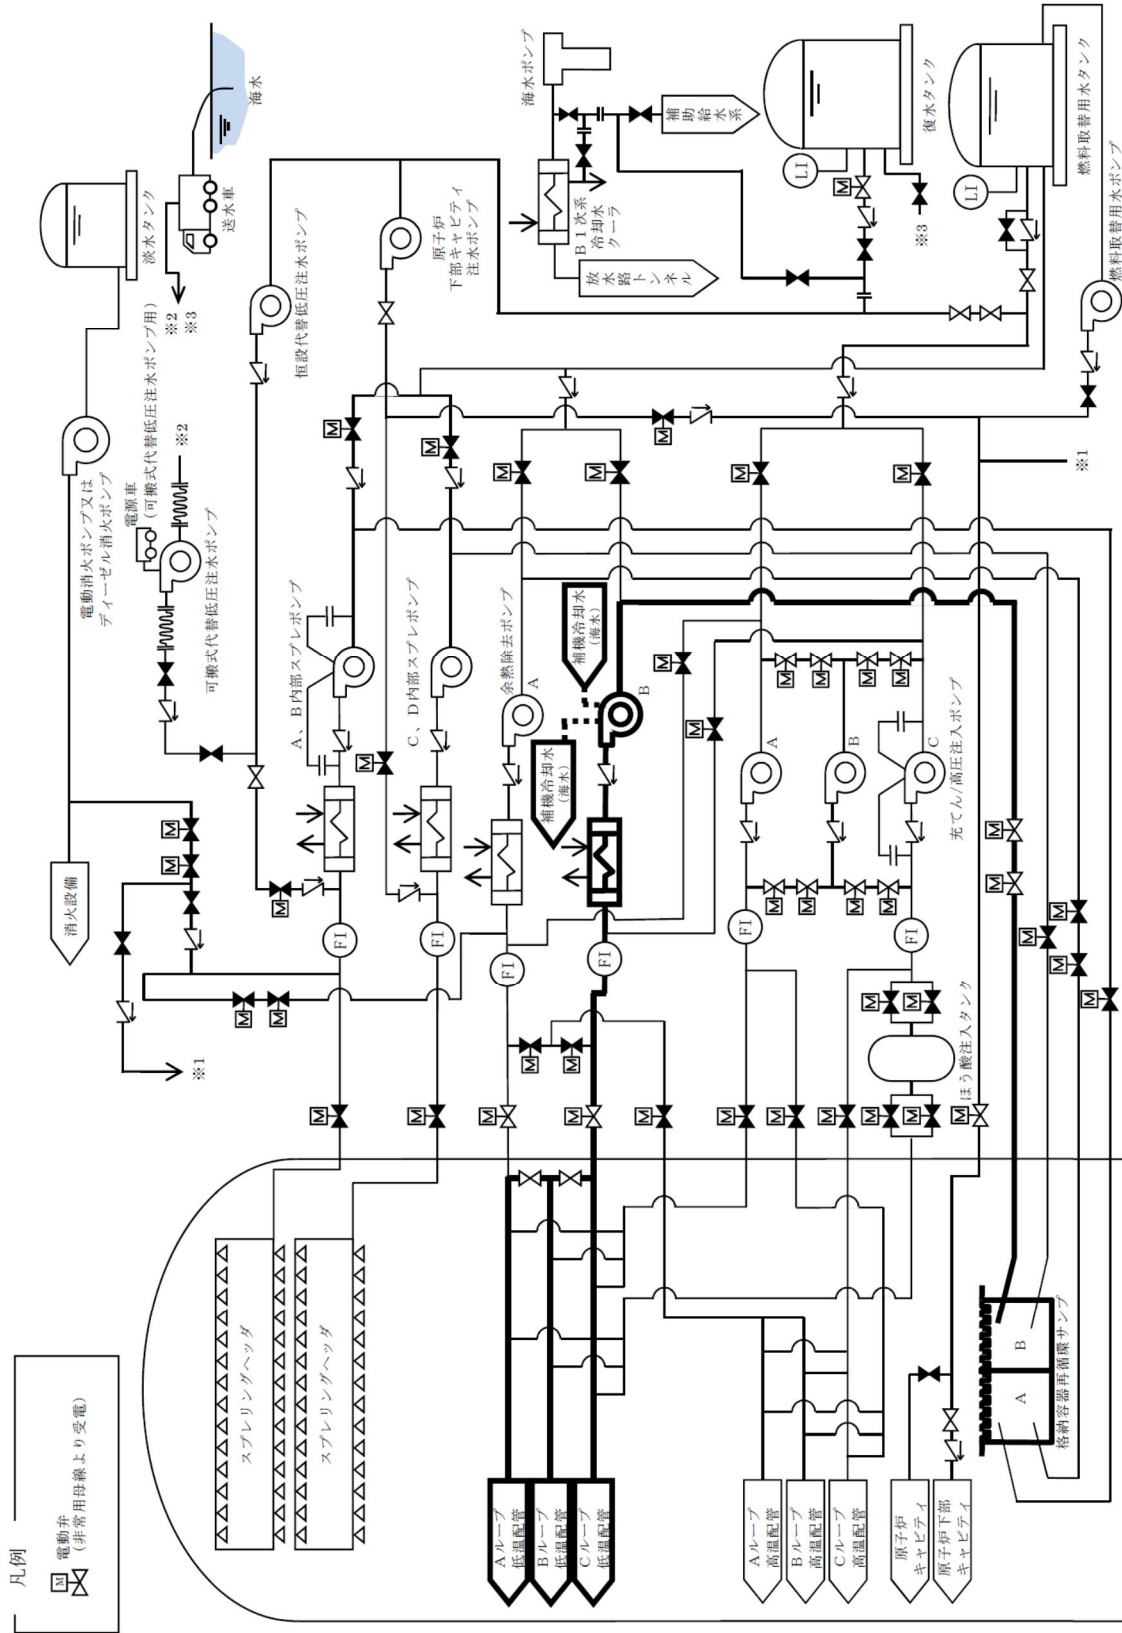 凡例
M
電動弁
(非常用母線より受電)
スプレリングヘッダ
スプレリングヘッダ
Aループ
低温配管
Bループ
低温配管
Cループ
低温配管
Aループ
高温配管
Bループ
高温配管
Cループ
高温配管
原子炉
キャビティ
原子炉下部
キャビティ
A
B
格納容器再循環サンプ
※1
消火設備
電動消火ポンプ又は
ディーゼル消火ポンプ
淡水タンク
海水
送水車
※2
※3
電源車
(可搬式代替低圧注水ポンプ用)
※2
可搬式代替低圧注水ポンプ
恒設代替低圧注水ポンプ
原子炉
下部キャビティ
注水ポンプ
A、B内部スプレポンプ
C、D内部スプレポンプ
余熱除去ポンプ
A
B
補機冷却水
(海水)
補機冷却水
(海水)
FI
FI
FI
FI
FI
FI
A
B
C
充てん/高圧注入ポンプ
ほう酸注入タンク
海水ポンプ
B1次系
冷却水
クーラ
放水
路トンネル
補助
給水系
LI
復水タンク
※3
LI
燃料取替用水タンク
燃料取替用水ポンプ
※1